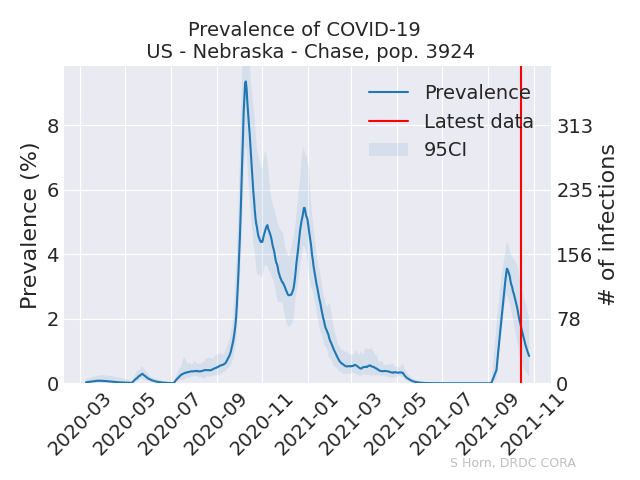 Prevalence of COVID-19
US - Nebraska - Chase, pop. 3924
Prevalence
Latest data
95CI
Prevalence (%)
8
6
4
2
0
# of infections
313
235
156
78
0
2020-03
2020-05
2020-07
2020-09
2020-11
2021-01
2021-03
2021-05
2021-07
2021-09
2021-11
S Horn, DRDC CORA